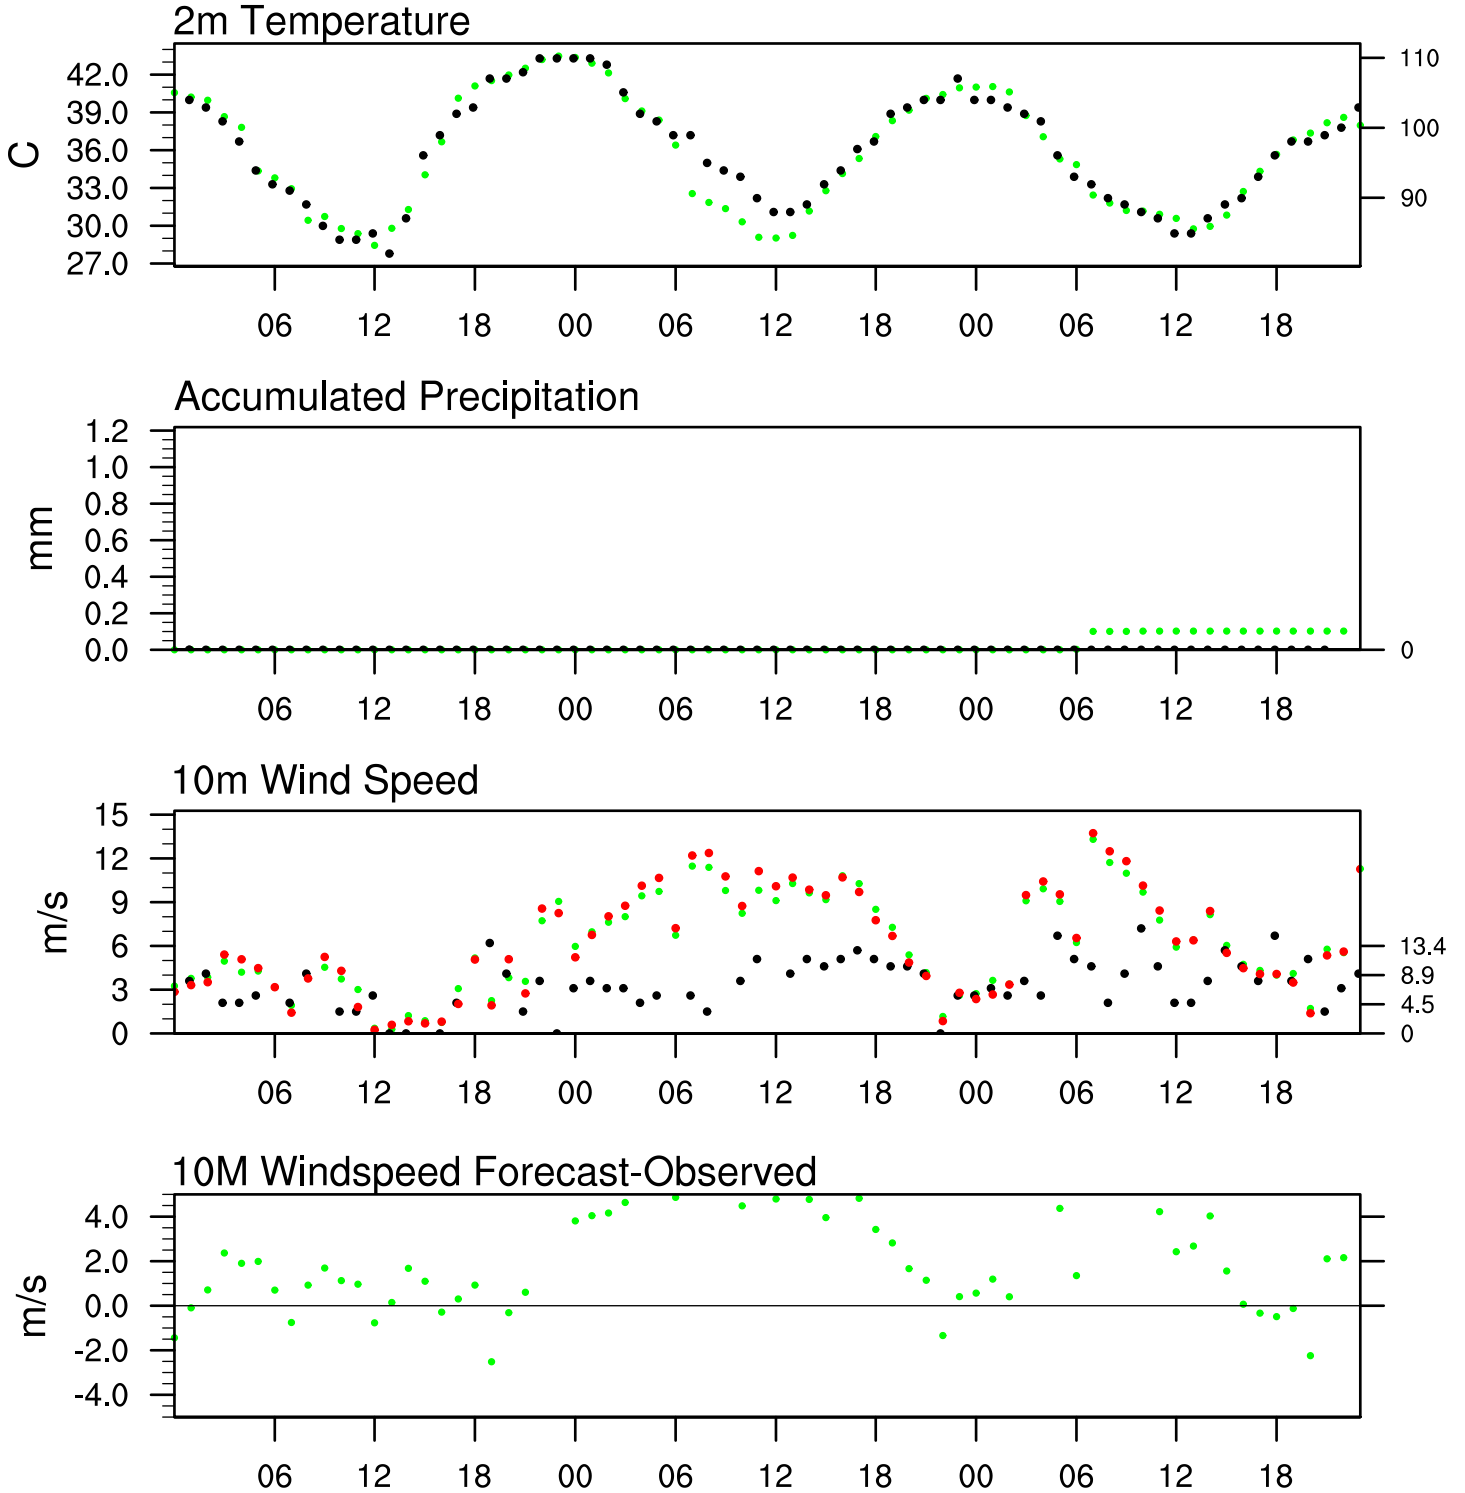 2m Temperature
C
42.0
39.0
36.0
33.0
30.0
27.0
110
100
90
06 12 18 00 06 12 18 00 06 12 18
Accumulated Precipitation
mm
1.2
1.0
0.8
0.6
0.4
0.2
0.0
0
06 12 18 00 06 12 18 00 06 12 18
10m Wind Speed
m/s
15
12
9
6
3
0
13.4
8.9
4.5
0
06 12 18 00 06 12 18 00 06 12 18
10M Windspeed Forecast-Observed
m/s
4.0
2.0
0.0
-2.0
-4.0
06 12 18 00 06 12 18 00 06 12 18